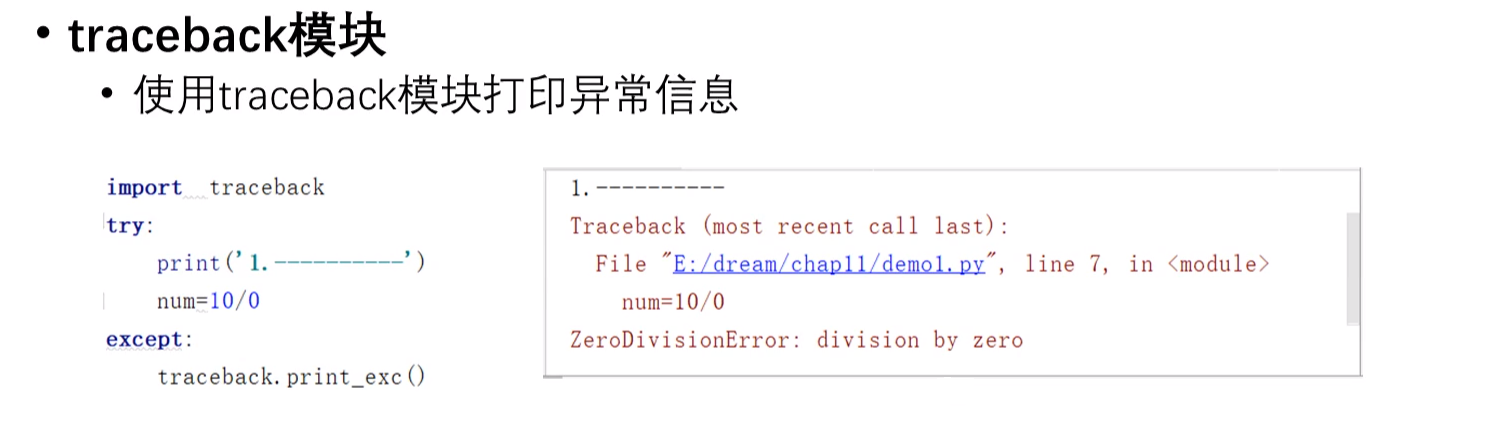 • traceback模块
• 使用traceback模块打印异常信息
import traceback
try:
    print('1.----------')
    num=10/0
except:
    traceback.print_exc()
1.----------
Traceback (most recent call last):
  File "E:/dream/chap11/demo1.py", line 7, in <module>
    num=10/0
ZeroDivisionError: division by zero